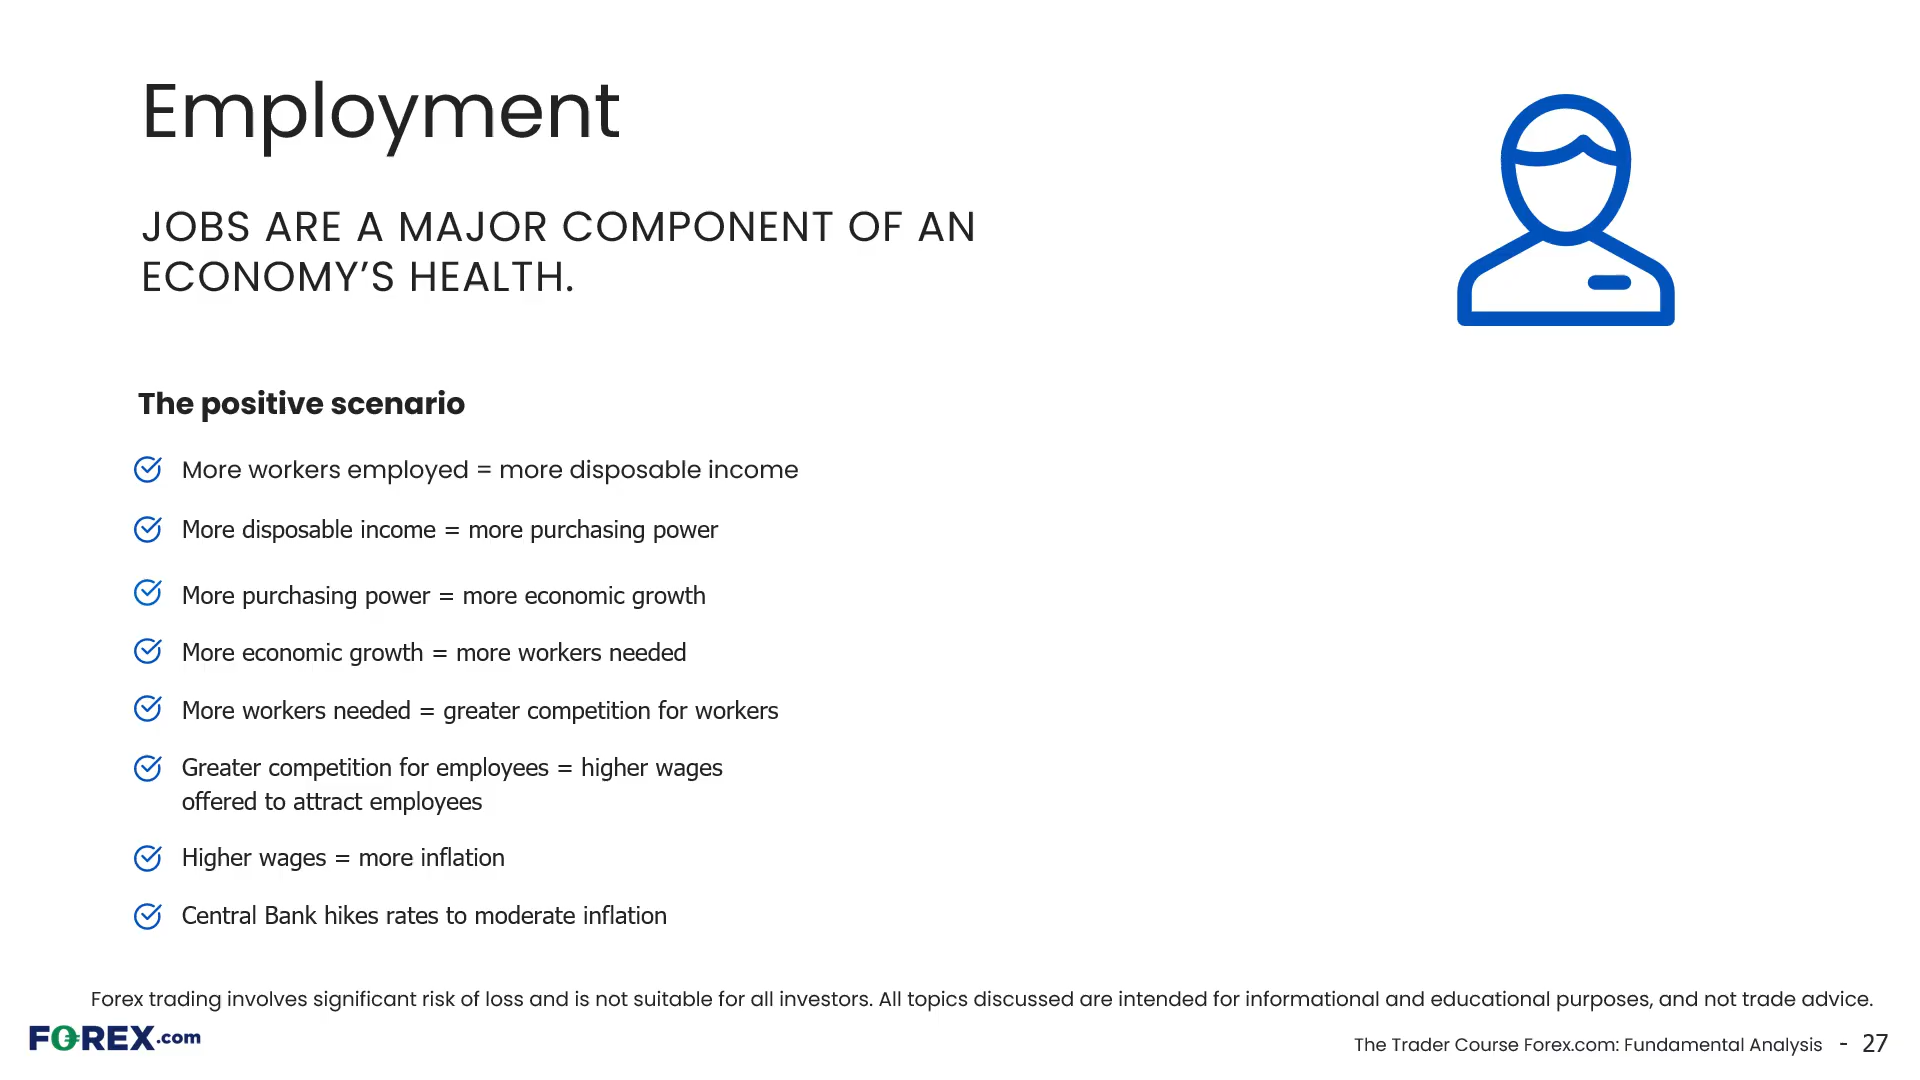 Employment
JOBS ARE A MAJOR COMPONENT OF AN
ECONOMY’S HEALTH.
The positive scenario
More workers employed = more disposable income
More disposable income = more purchasing power
More purchasing power = more economic growth
More economic growth = more workers needed
More workers needed = greater competition for workers
Greater competition for employees = higher wages
offered to attract employees
Higher wages = more inflation
Central Bank hikes rates to moderate inflation
Forex trading involves significant risk of loss and is not suitable for all investors. All topics discussed are intended for informational and educational purposes, and not trade advice.
FOREX.com
The Trader Course Forex.com: Fundamental Analysis - 27